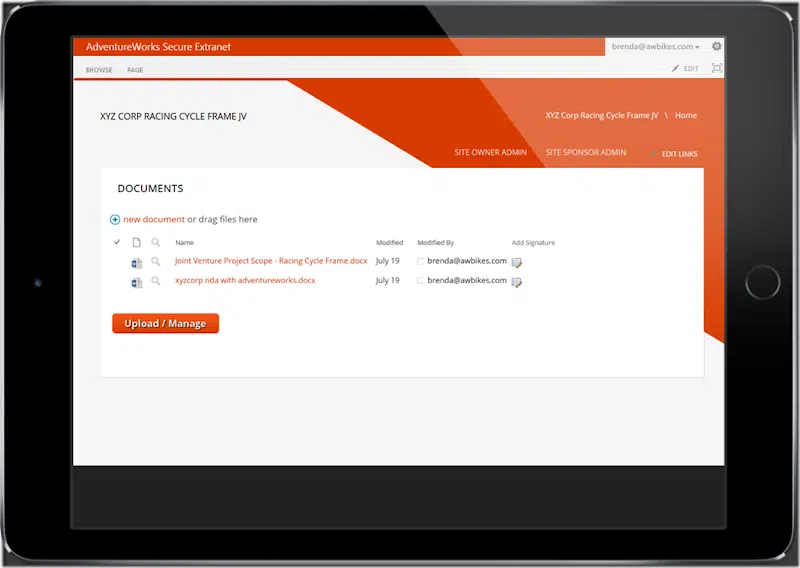 AdventureWorks Secure Extranet
brenda@awbikes.com
BROWSE PAGE EDIT
XYZ CORP RACING CYCLE FRAME JV
XYZ Corp Racing Cycle Frame JV \ Home
SITE OWNER ADMIN SITE SPONSOR ADMIN EDIT LINKS
DOCUMENTS
new document or drag files here
Name Modified Modified By Add Signature
Joint Venture Project Scope - Racing Cycle Frame.docx July 19 brenda@awbikes.com
xyzcorp nda with adventureworks.docx July 19 brenda@awbikes.com
Upload / Manage